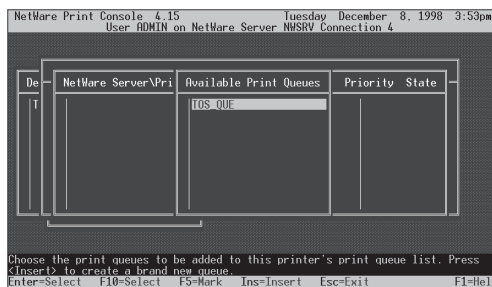 NetWare Print Console 4.15 Tuesday December 8, 1998 3:53pm
User ADMIN on NetWare Server NWSRV Connection 4
De NetWare Server\Pri Available Print Queues Priority State
T TOS_QUE
Choose the print queues to be added to this printer's print queue list. Press
<Insert> to create a brand new queue.
Enter=Select F10=Select F5=Mark Ins=Insert Esc=Exit F1=Hel